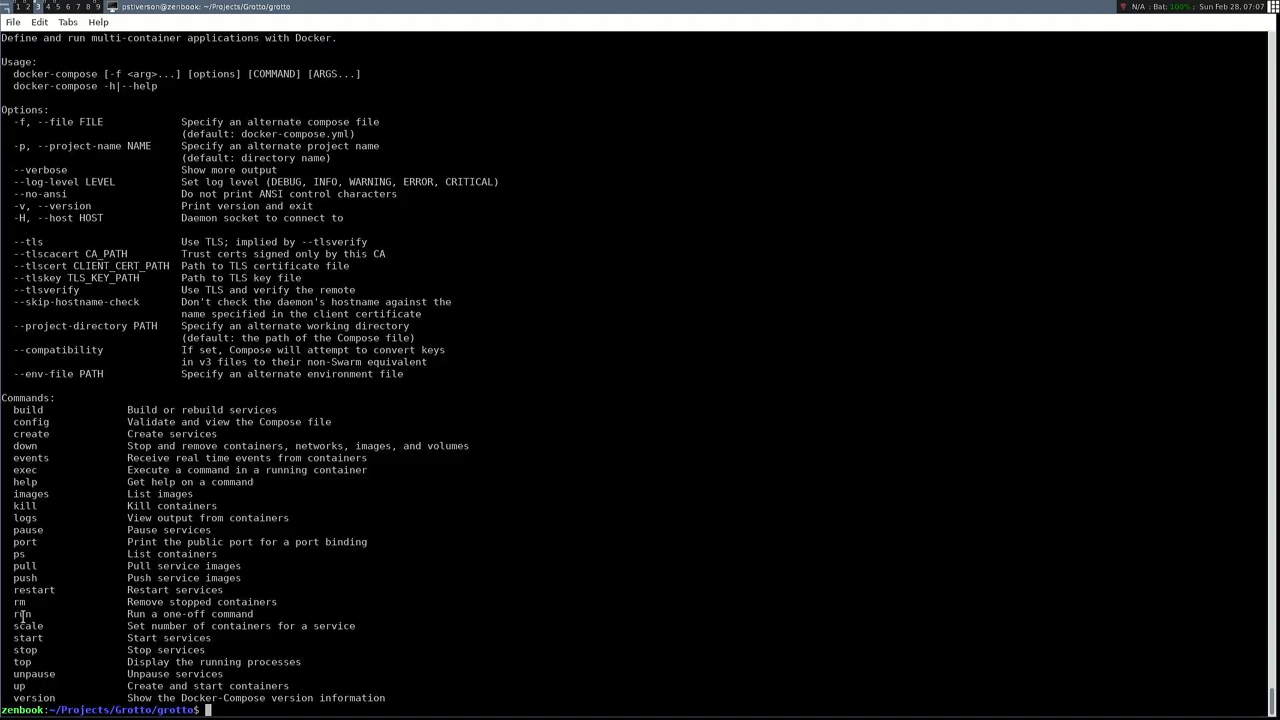 1 2 3 4 5 6 7 8 9 pstiverson@zenbook: ~/Projects/Grotto/grotto N/A : Bat: 100% : Sun Feb 28, 07:07
File Edit Tabs Help
Define and run multi-container applications with Docker.
Usage:
docker-compose [-f <arg>...] [options] [COMMAND] [ARGS...]
docker-compose -h|--help
Options:
-f, --file FILE Specify an alternate compose file
(default: docker-compose.yml)
-p, --project-name NAME Specify an alternate project name
(default: directory name)
--verbose Show more output
--log-level LEVEL Set log level (DEBUG, INFO, WARNING, ERROR, CRITICAL)
--no-ansi Do not print ANSI control characters
-v, --version Print version and exit
-H, --host HOST Daemon socket to connect to
--tls Use TLS; implied by --tlsverify
--tlscacert CA_PATH Trust certs signed only by this CA
--tlscert CLIENT_CERT_PATH Path to TLS certificate file
--tlskey TLS_KEY_PATH Path to TLS key file
--tlsverify Use TLS and verify the remote
--skip-hostname-check Don't check the daemon's hostname against the
name specified in the client certificate
--project-directory PATH Specify an alternate working directory
(default: the path of the Compose file)
--compatibility If set, Compose will attempt to convert keys
in v3 files to their non-Swarm equivalent
--env-file PATH Specify an alternate environment file
Commands:
build Build or rebuild services
config Validate and view the Compose file
create Create services
down Stop and remove containers, networks, images, and volumes
events Receive real time events from containers
exec Execute a command in a running container
help Get help on a command
images List images
kill Kill containers
logs View output from containers
pause Pause services
port Print the public port for a port binding
ps List containers
pull Pull service images
push Push service images
restart Restart services
rm Remove stopped containers
run Run a one-off command
scale Set number of containers for a service
start Start services
stop Stop services
top Display the running processes
unpause Unpause services
up Create and start containers
version Show the Docker-Compose version information
zenbook:~/Projects/Grotto/grotto$